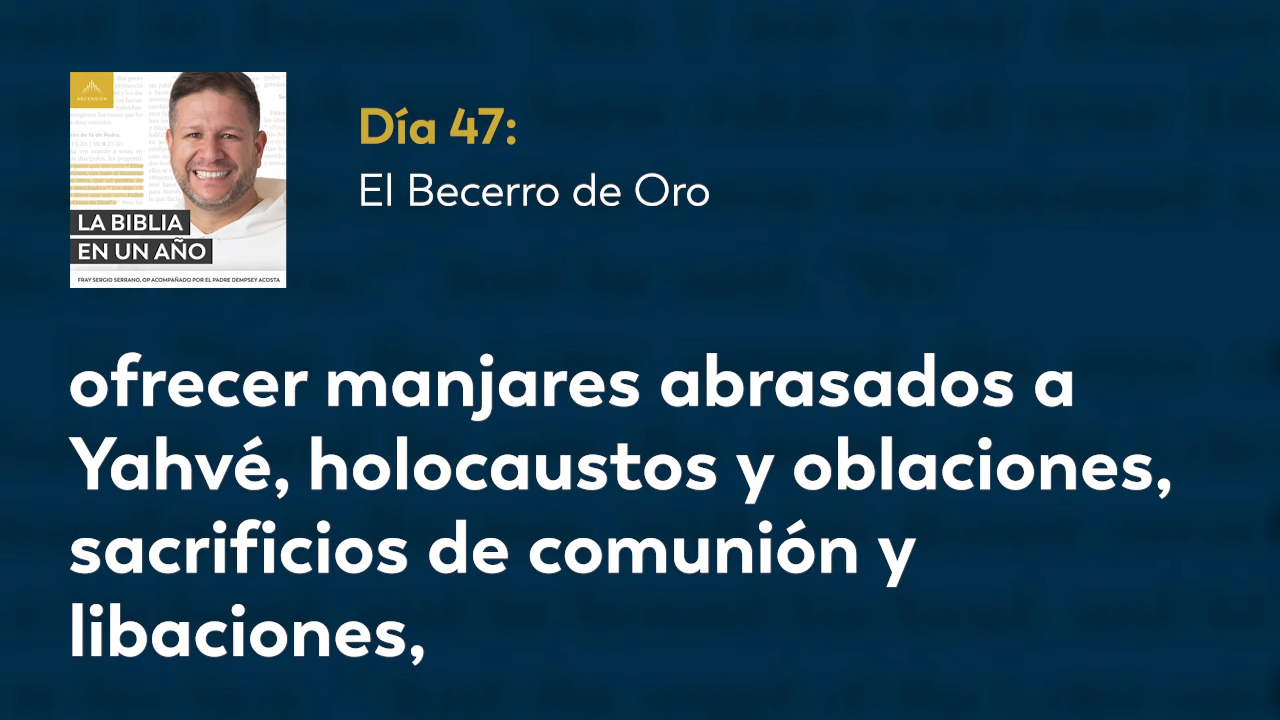 ASCENSION
LA BIBLIA
EN UN AÑO
FRAY SERGIO SERRANO, OP ACOMPAÑADO POR EL PADRE DEMPSEY ACOSTA
Día 47:
El Becerro de Oro
ofrecer manjares abrasados a
Yahvé, holocaustos y oblaciones,
sacrificios de comunión y
libaciones,